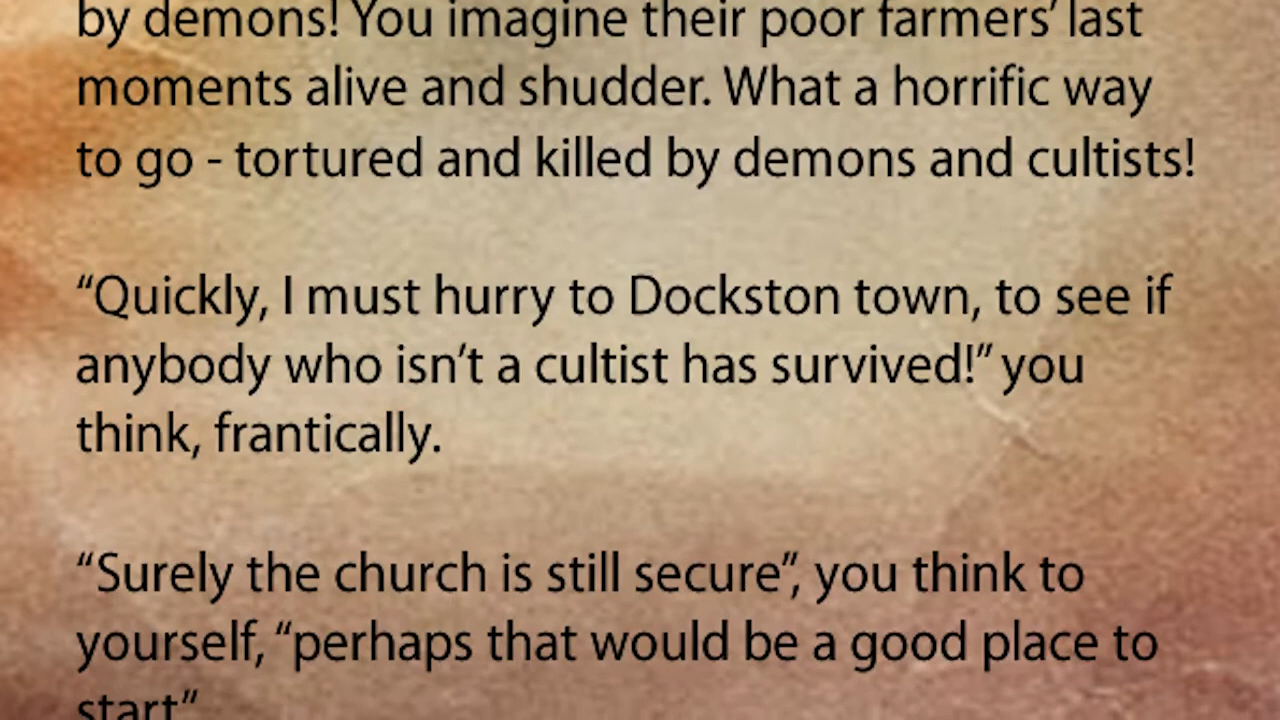 by demons! You imagine their poor farmers’ last
moments alive and shudder. What a horrific way
to go - tortured and killed by demons and cultists!
“Quickly, I must hurry to Dockston town, to see if
anybody who isn’t a cultist has survived!” you
think, frantically.
“Surely the church is still secure”, you think to
yourself, “perhaps that would be a good place to
start”